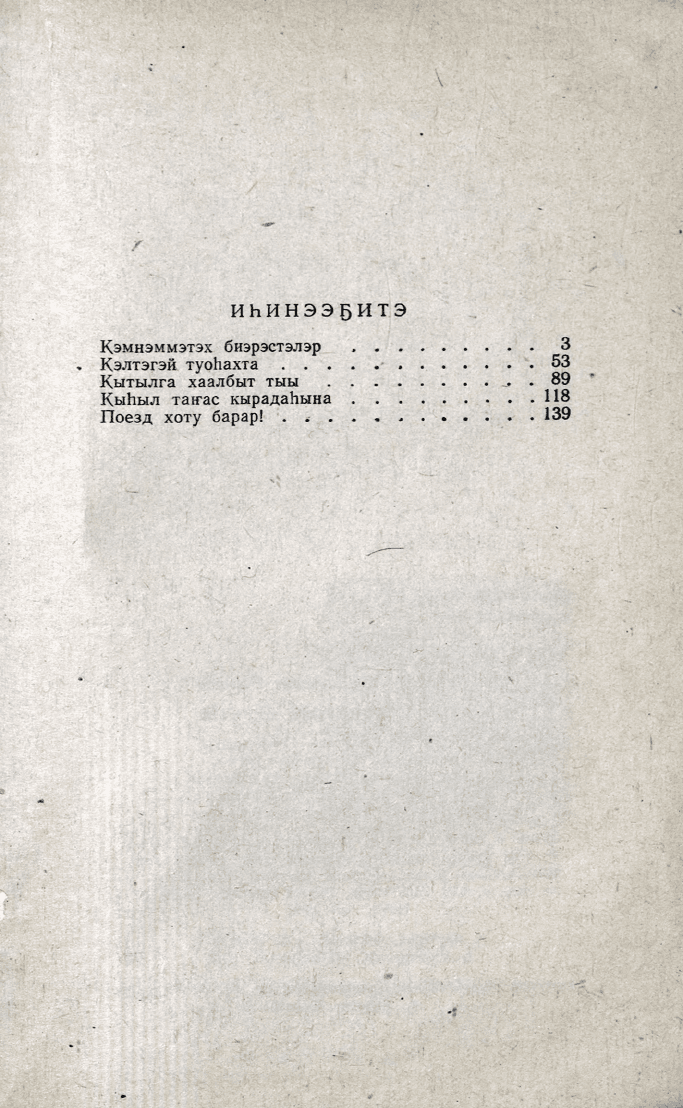 ИҺИНЭЭҔИТЭ
Кэмнэммэтэх биэрэстэлэр . . . . . . . . . 3
Кэлтэгэй туоһахта . . . . . . . . . . . . 53
Кытылга хаалбыт тыы . . . . . . . . . . 89
Кыһыл таҥас кырадаһына . . . . . . . . . 118
Поезд хоту барар! . . . . . . . . . . . . 139